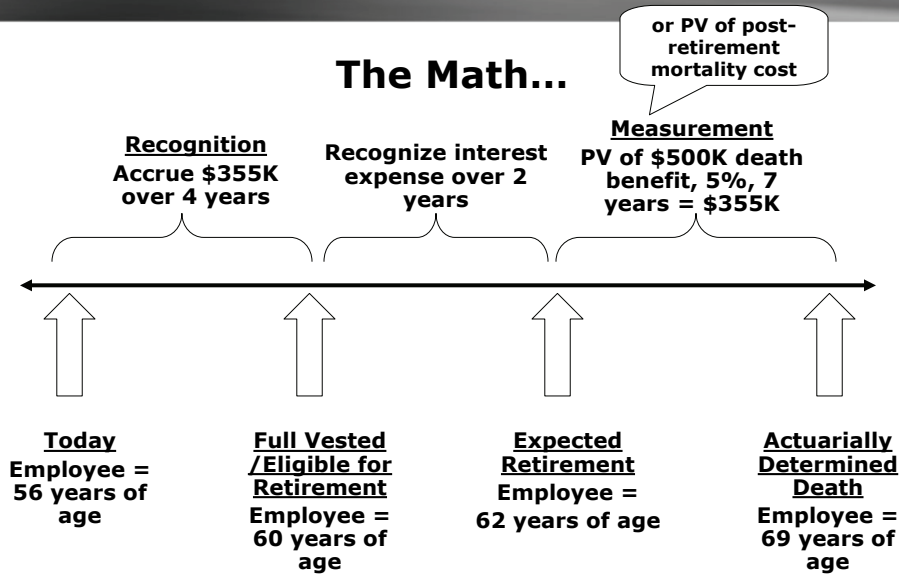 or PV of post-
retirement
mortality cost
The Math…
Recognition
Accrue $355K
over 4 years
Recognize interest
expense over 2
years
Measurement
PV of $500K death
benefit, 5%, 7
years = $355K
Today
Employee =
56 years of
age
Full Vested
/Eligible for
Retirement
Employee =
60 years of
age
Expected
Retirement
Employee =
62 years of age
Actuarially
Determined
Death
Employee =
69 years of
age